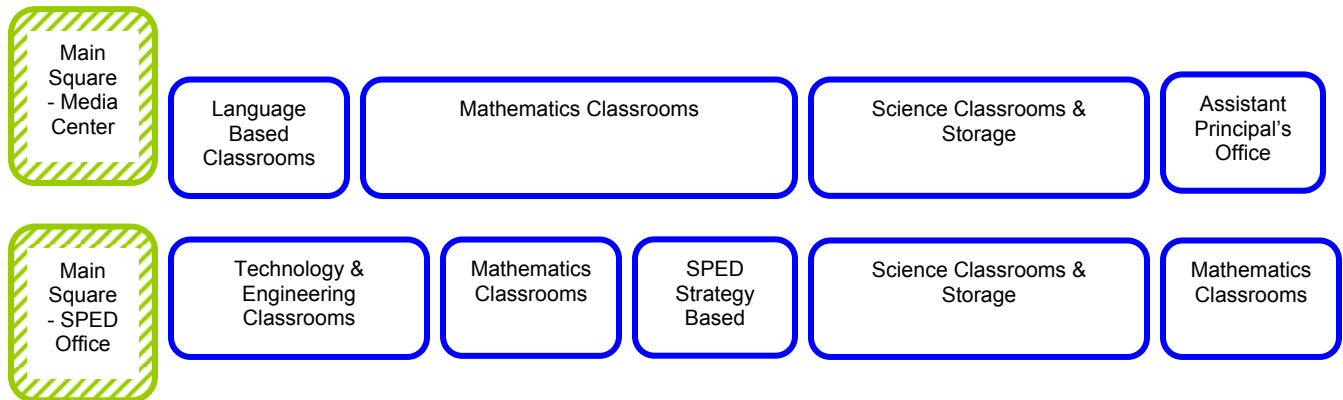 Main
Square
- Media
Center
Language
Based
Classrooms
Mathematics Classrooms
Science Classrooms &
Storage
Assistant
Principal's
Office
Main
Square
- SPED
Office
Technology &
Engineering
Classrooms
Mathematics
Classrooms
SPED
Strategy
Based
Science Classrooms &
Storage
Mathematics
Classrooms